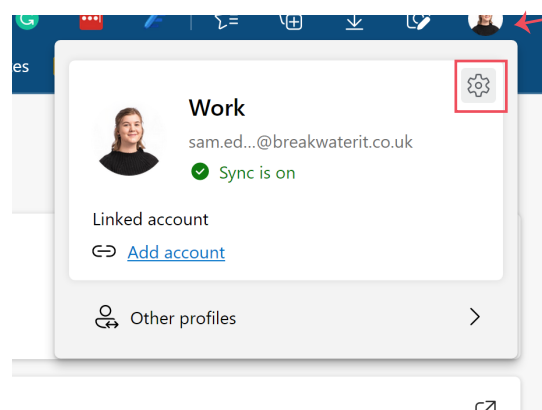 es
Work
sam.ed...@breakwaterit.co.uk
Sync is on
Linked account
Add account
Other profiles